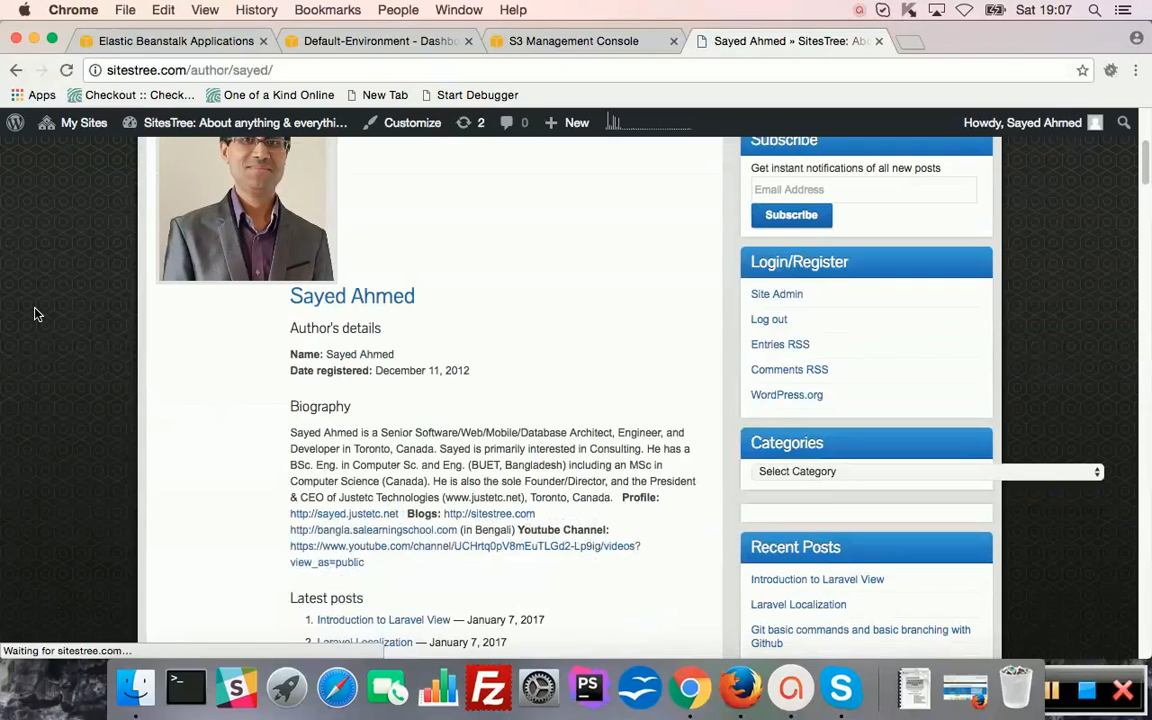 Chrome File Edit View History Bookmarks People Window Help Sat 19:07
Elastic Beanstalk Applications Default-Environment - Dashbo S3 Management Console Sayed Ahmed » SitesTree: Abo
sitestree.com/author/sayed/
Apps Checkout :: Check... One of a Kind Online New Tab Start Debugger
My Sites SitesTree: About anything & everythi... Customize 2 0 New Howdy, Sayed Ahmed
Subscribe
Get instant notifications of all new posts
Email Address
Subscribe
Login/Register
Site Admin
Log out
Entries RSS
Comments RSS
WordPress.org
Categories
Select Category
Recent Posts
Introduction to Laravel View
Laravel Localization
Git basic commands and basic branching with
Github
Sayed Ahmed
Author's details
Name: Sayed Ahmed
Date registered: December 11, 2012
Biography
Sayed Ahmed is a Senior Software/Web/Mobile/Database Architect, Engineer, and
Developer in Toronto, Canada. Sayed is primarily interested in Consulting. He has a
BSc. Eng. in Computer Sc. and Eng. (BUET, Bangladesh) including an MSc in
Computer Science (Canada). He is also the sole Founder/Director, and the President
& CEO of Justetc Technologies (www.justetc.net), Toronto, Canada. Profile:
http://sayed.justetc.net Blogs: http://sitestree.com
http://bangla.salearningschool.com (in Bengali) Youtube Channel:
https://www.youtube.com/channel/UCHrtq0pV8mEuTLGd2-Lp9ig/videos?
view_as=public
Latest posts
1. Introduction to Laravel View — January 7, 2017
2. Laravel Localization — January 7, 2017
Waiting for sitestree.com...